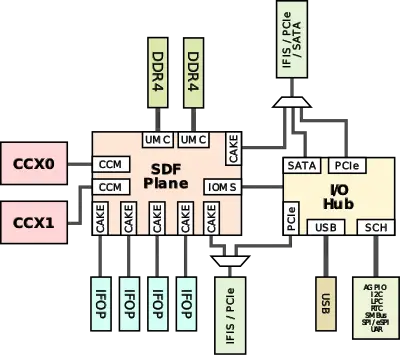 IFIS / PCIe
/ SATA
DDR4
DDR4
UMC
UMC
CAKE
CCX0
CCM
SDF
Plane
SATA
PCIe
CCM
IOMS
I/O
Hub
CCX1
CAKE
CAKE
CAKE
CAKE
CAKE
PCIe
USB
SCH
IFOP
IFOP
IFOP
IFOP
IFIS / PCIe
USB
AGPIO
I2C
LPC
RTC
SMBus
SPI/eSPI
UAR